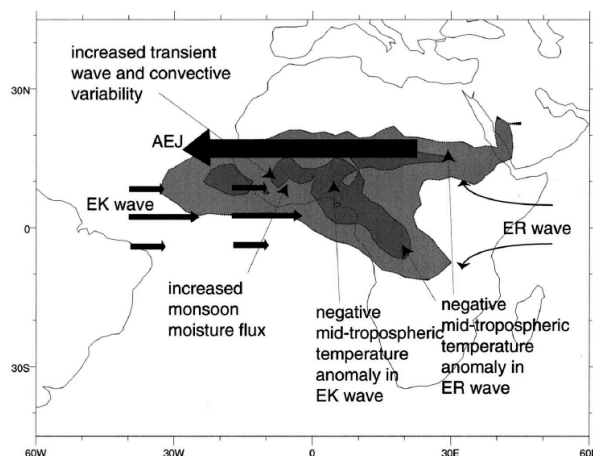 increased transient
wave and convective
variability
30N
AEJ
EK wave
0
ER wave
increased
monsoon
moisture flux
negative
mid-tropospheric
temperature
anomaly in
EK wave
negative
mid-tropospheric
temperature
anomaly in
ER wave
30S
60W
30W
0
30E
60E